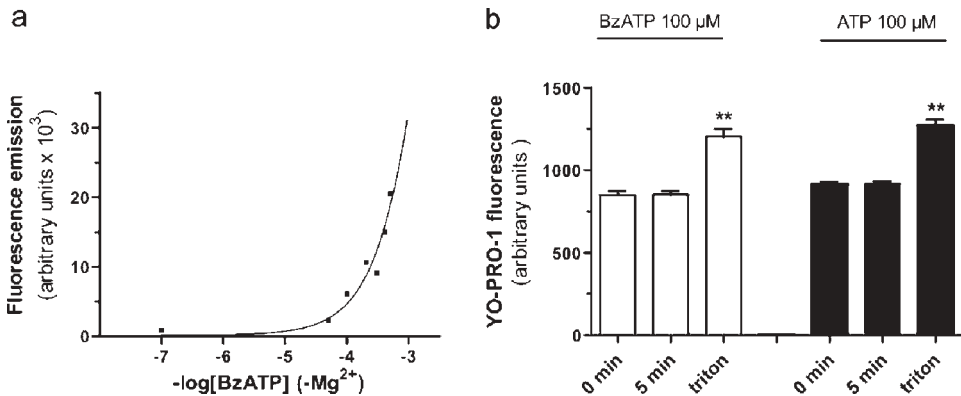 a
Fluorescence emission
(arbitrary units x 10³)
30
20
10
0
-7 -6 -5 -4 -3
-log[BzATP] (-Mg²⁺)
b
BzATP 100 µM ATP 100 µM
YO-PRO-1 fluorescence
(arbitrary units )
1500
1000
500
0
** **
0 min 5 min triton 0 min 5 min triton